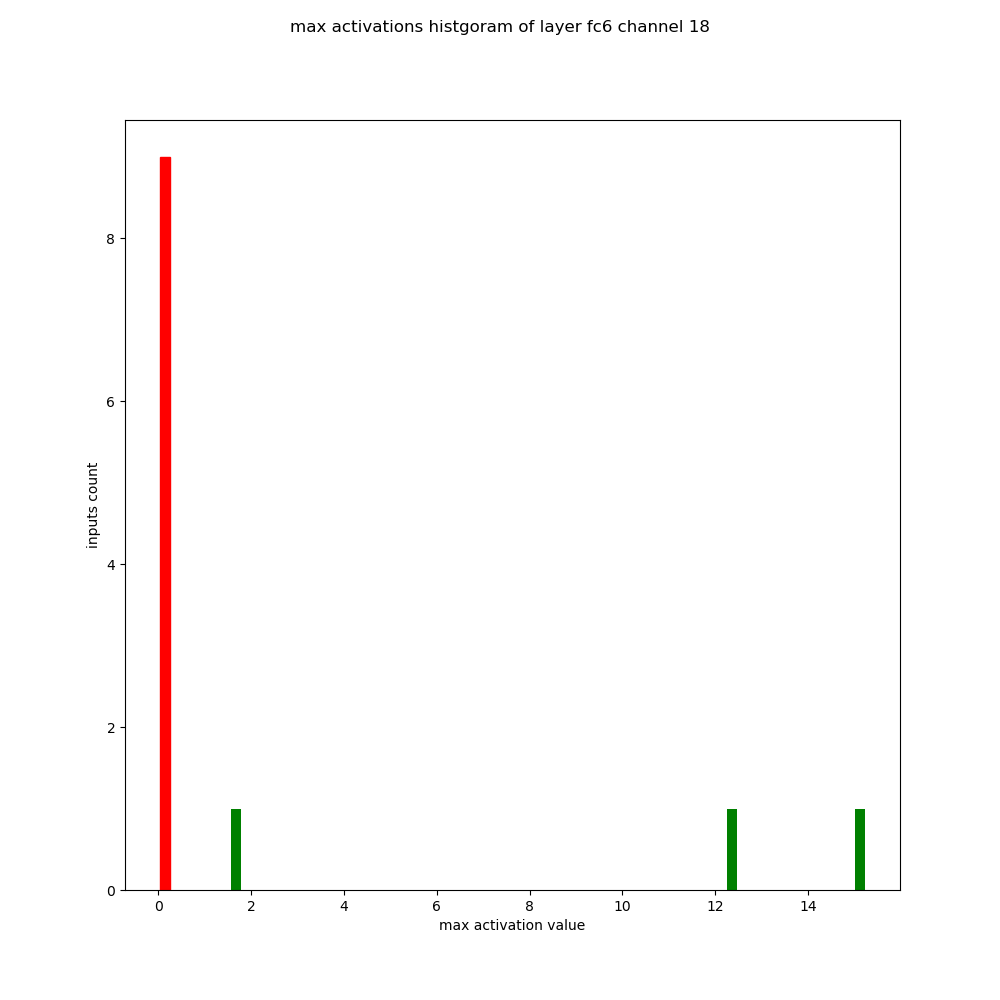 max activations histgoram of layer fc6 channel 18
8
6
4
2
0
inputs count
0 2 4 6 8 10 12 14
max activation value